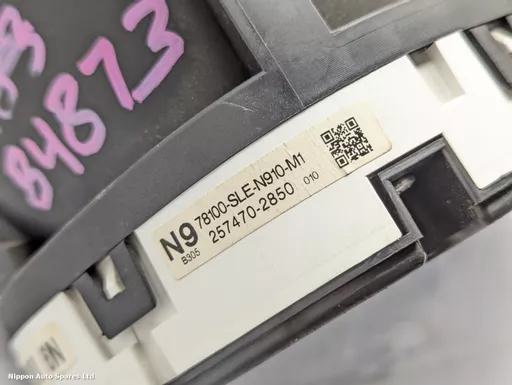 84873
N9 78100-SLE-N910-M1
B305 257470-2850 010
Nippon Auto Spares Ltd